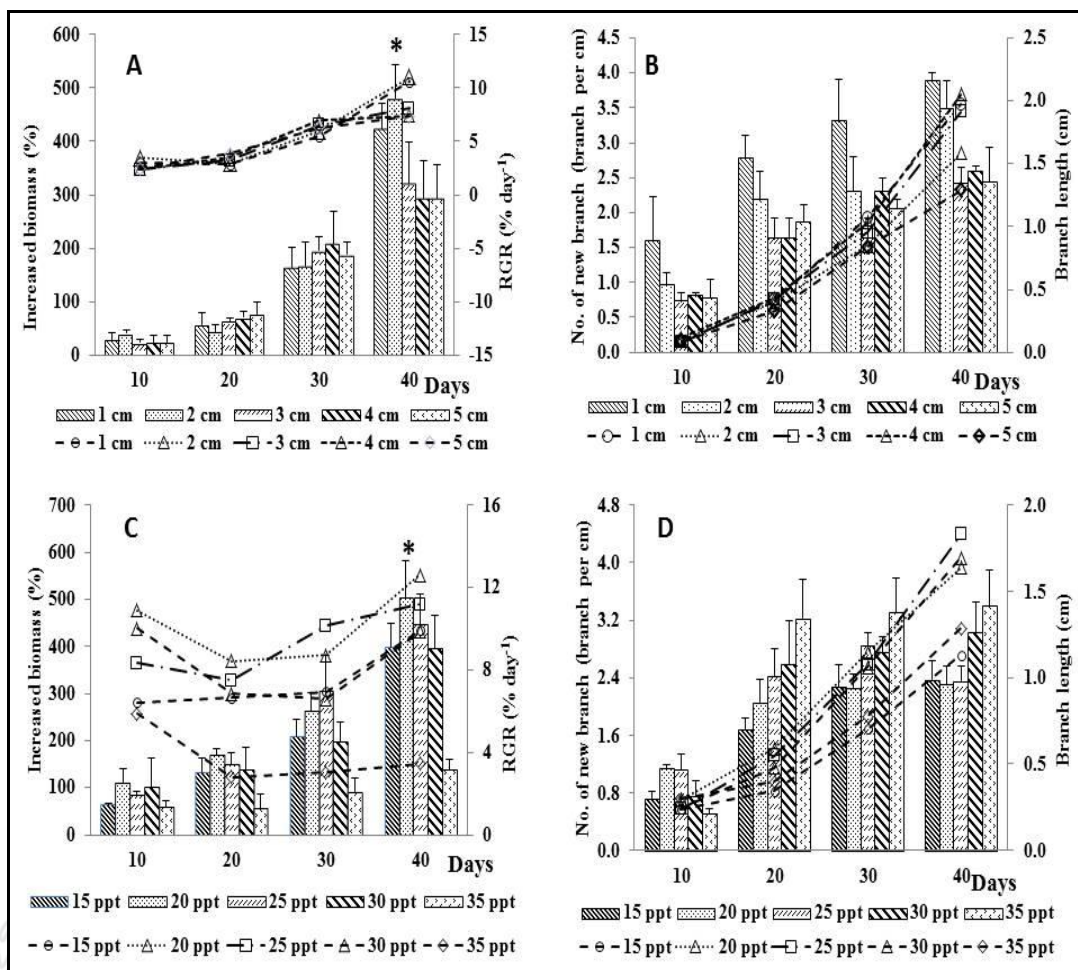 A
*
Increased biomass (%)
600
500
400
300
200
100
0
RGR (% day-1)
15
10
5
0
-5
-10
-15
10 20 30 40 Days
1 cm 2 cm 3 cm 4 cm 5 cm
1 cm 2 cm 3 cm 4 cm 5 cm
B
No. of new branch (branch per cm)
4.5
4.0
3.5
3.0
2.5
2.0
1.5
1.0
0.5
0.0
Branch length (cm)
2.5
2.0
1.5
1.0
0.5
0.0
10 20 30 40 Days
1 cm 2 cm 3 cm 4 cm 5 cm
1 cm 2 cm 3 cm 4 cm 5 cm
C
*
Increased biomass (%)
700
600
500
400
300
200
100
0
RGR (% day-1)
16
12
8
4
0
10 20 30 40 Days
15 ppt 20 ppt 25 ppt 30 ppt 35 ppt
15 ppt 20 ppt 25 ppt 30 ppt 35 ppt
D
No. of new branch (branch per cm)
4.8
4.0
3.2
2.4
1.6
0.8
0.0
Branch length (cm)
2.0
1.5
1.0
0.5
0.0
10 20 30 40 Days
15 ppt 20 ppt 25 ppt 30 ppt 35 ppt
15 ppt 20 ppt 25 ppt 30 ppt 35 ppt